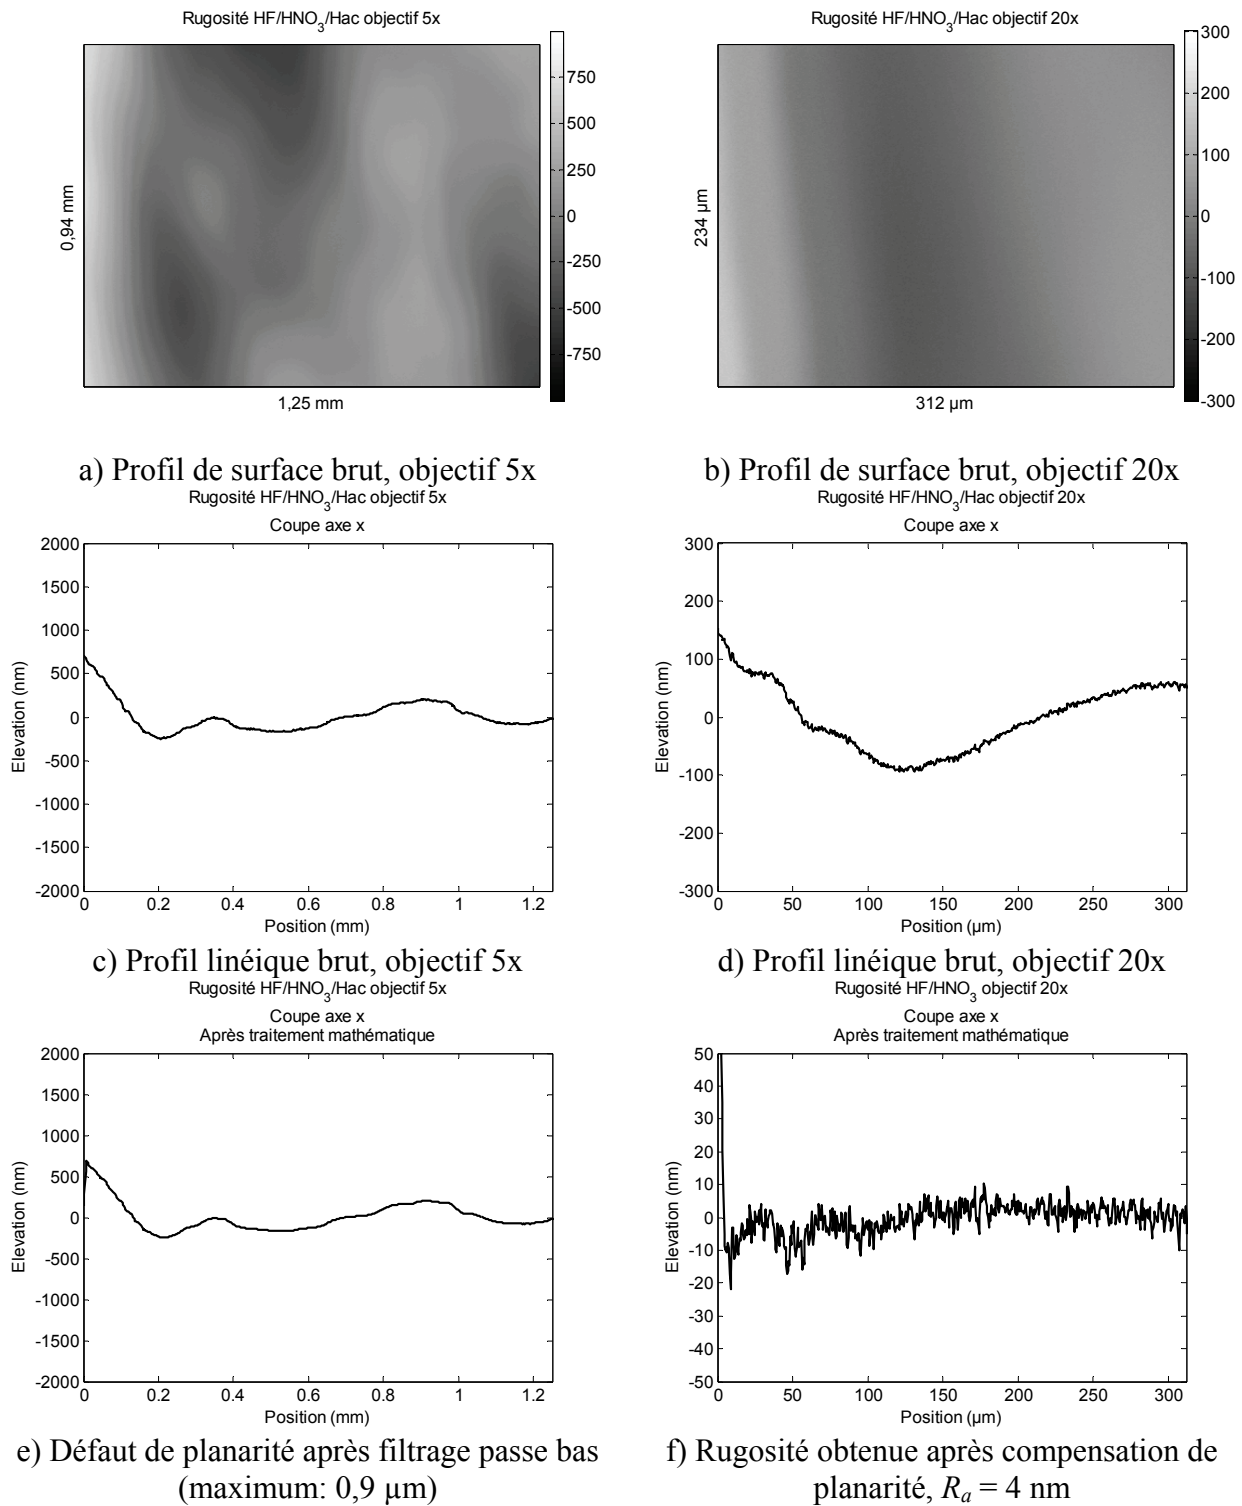 Rugosité HF/HNO3/Hac objectif 5x
750
500
250
0
-250
-500
-750
0,94 mm
1,25 mm
Rugosité HF/HNO3/Hac objectif 20x
300
200
100
0
-100
-200
-300
234 µm
312 µm
a) Profil de surface brut, objectif 5x
b) Profil de surface brut, objectif 20x
Rugosité HF/HNO3/Hac objectif 5x
Coupe axe x
2000
1500
1000
500
0
-500
-1000
-1500
-2000
Elevation (nm)
0 0.2 0.4 0.6 0.8 1 1.2
Position (mm)
Rugosité HF/HNO3/Hac objectif 20x
Coupe axe x
300
200
100
0
-100
-200
-300
Elevation (nm)
0 50 100 150 200 250 300
Position (µm)
c) Profil linéique brut, objectif 5x
d) Profil linéique brut, objectif 20x
Rugosité HF/HNO3/Hac objectif 5x
Coupe axe x
Après traitement mathématique
2000
1500
1000
500
0
-500
-1000
-1500
-2000
Elevation (nm)
0 0.2 0.4 0.6 0.8 1 1.2
Position (mm)
Rugosité HF/HNO3 objectif 20x
Coupe axe x
Après traitement mathématique
50
40
30
20
10
0
-10
-20
-30
-40
-50
Elevation (nm)
0 50 100 150 200 250 300
Position (µm)
e) Défaut de planarité après filtrage passe bas
(maximum: 0,9 µm)
f) Rugosité obtenue après compensation de
planarité, Ra = 4 nm